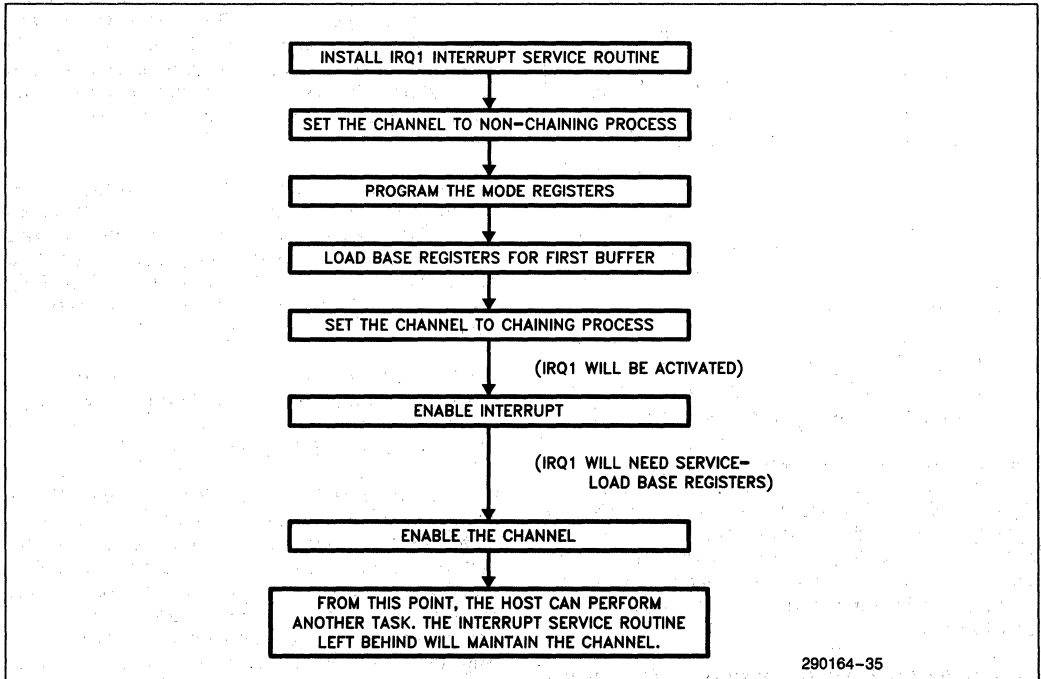 INSTALL IRQ1 INTERRUPT SERVICE ROUTINE
SET THE CHANNEL TO NON-CHAINING PROCESS
PROGRAM THE MODE REGISTERS
LOAD BASE REGISTERS FOR FIRST BUFFER
SET THE CHANNEL TO CHAINING PROCESS
(IRQ1 WILL BE ACTIVATED)
ENABLE INTERRUPT
(IRQ1 WILL NEED SERVICE-
LOAD BASE REGISTERS)
ENABLE THE CHANNEL
FROM THIS POINT, THE HOST CAN PERFORM
ANOTHER TASK. THE INTERRUPT SERVICE ROUTINE
LEFT BEHIND WILL MAINTAIN THE CHANNEL.
290164-35